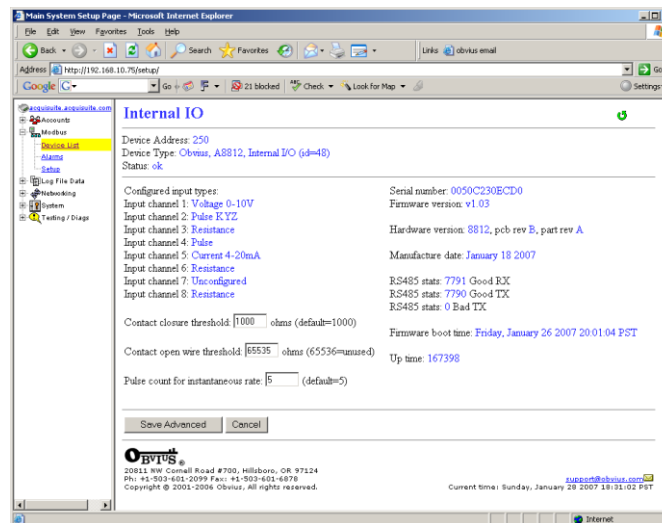 Main System Setup Page - Microsoft Internet Explorer
File Edit View Favorites Tools Help
Back Search Favorites Links obvius email
Address http://192.168.10.75/setup/ Go
Google G 21 blocked ABC Check Look for Map Settings
acquisuite.acquisuite.com
Accounts
Modbus
Device List
Alarms
Setup
Log File Data
Networking
System
Testing / Diags
Internal IO
Device Address: 250
Device Type: Obvius, A8812, Internal I/O (id=48)
Status: ok
Configured input types:
Input channel 1: Voltage 0-10V
Input channel 2: Pulse KYZ
Input channel 3: Resistance
Input channel 4: Pulse
Input channel 5: Current 4-20mA
Input channel 6: Resistance
Input channel 7: Unconfigured
Input channel 8: Resistance
Contact closure threshold: 1000 ohms (default=1000)
Contact open wire threshold: 65535 ohms (65536=unused)
Pulse count for instantaneous rate: 5 (default=5)
Serial number: 0050C230ECD0
Firmware version: v1.03
Hardware version: 8812, pcb rev B, part rev A
Manufacture date: January 18 2007
RS485 stats: 7791 Good RX
RS485 stats: 7790 Good TX
RS485 stats: 0 Bad TX
Firmware boot time: Friday, January 26 2007 20:01:04 PST
Up time: 167398
Save Advanced Cancel
OBVIUS®
20811 NW Cornell Road #700, Hillsboro, OR 97124
Ph: +1-503-601-2099 Fax: +1-503-601-6878
Copyright © 2001-2006 Obvius, All rights reserved.
support@obvius.com
Current time: Sunday, January 28 2007 18:31:02 PST
Internet